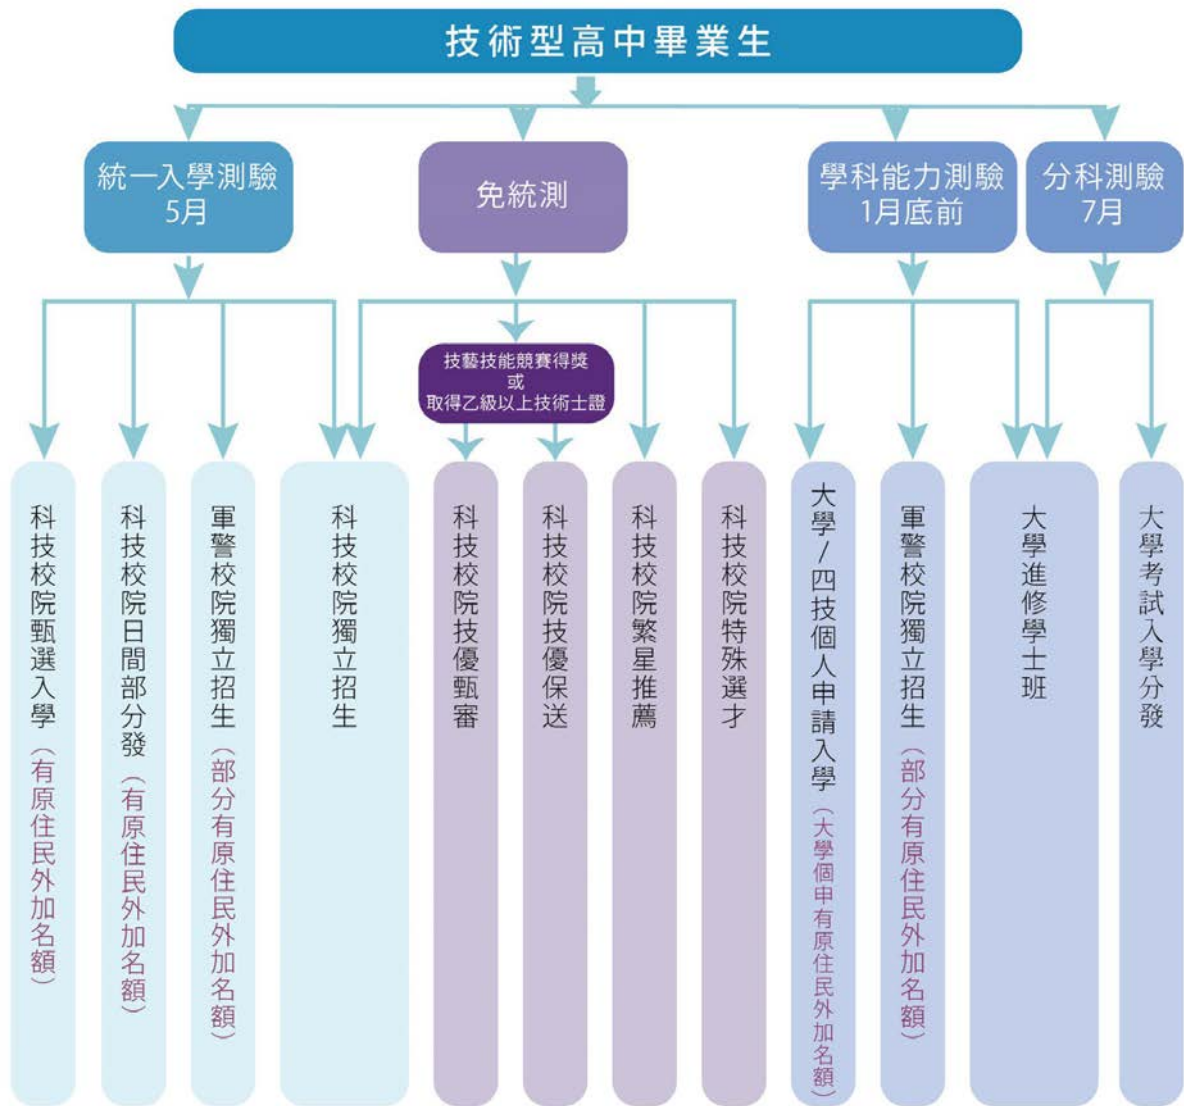 技術型高中畢業生
統一入學測驗
5月
免統測
學科能力測驗
1月底前
分科測驗
7月
技藝技能競賽得獎
或
取得乙級以上技術士證
科技校院甄選入學（有原住民外加名額）
科技校院日間部分發（有原住民外加名額）
軍警校院獨立招生（部分有原住民外加名額）
科技校院獨立招生
科技校院技優甄審
科技校院技優保送
科技校院繁星推薦
科技校院特殊選才
大學/四技個人申請入學（大學個申有原住民外加名額）
軍警校院獨立招生（部分有原住民外加名額）
大學進修學士班
大學考試入學分發